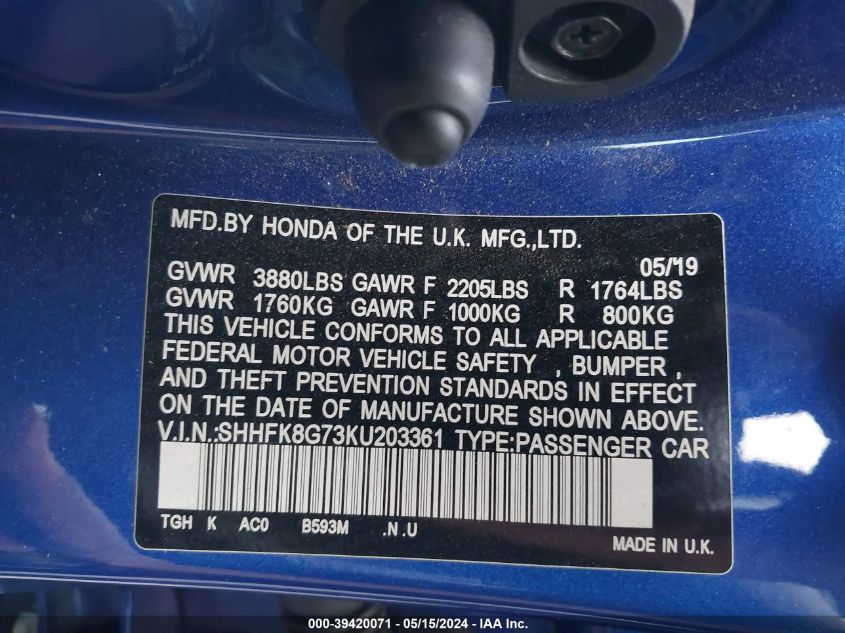 MFD.BY HONDA OF THE U.K. MFG.,LTD.
05/'19
GVWR 3880LBS GAWR F 2205LBS R 1764LBS
GVWR 1760KG GAWR F 1000KG R 800KG
THIS VEHICLE CONFORMS TO ALL APPLICABLE
FEDERAL MOTOR VEHICLE SAFETY , BUMPER ,
AND THEFT PREVENTION STANDARDS IN EFFECT
ON THE DATE OF MANUFACTURE SHOWN ABOVE.
V.I.N.:SHHFK8G73KU203361 TYPE:PASSENGER CAR
TGH K AC0 B593M .N .U
MADE IN U.K.
000-39420071 - 05/15/2024 - IAA Inc.